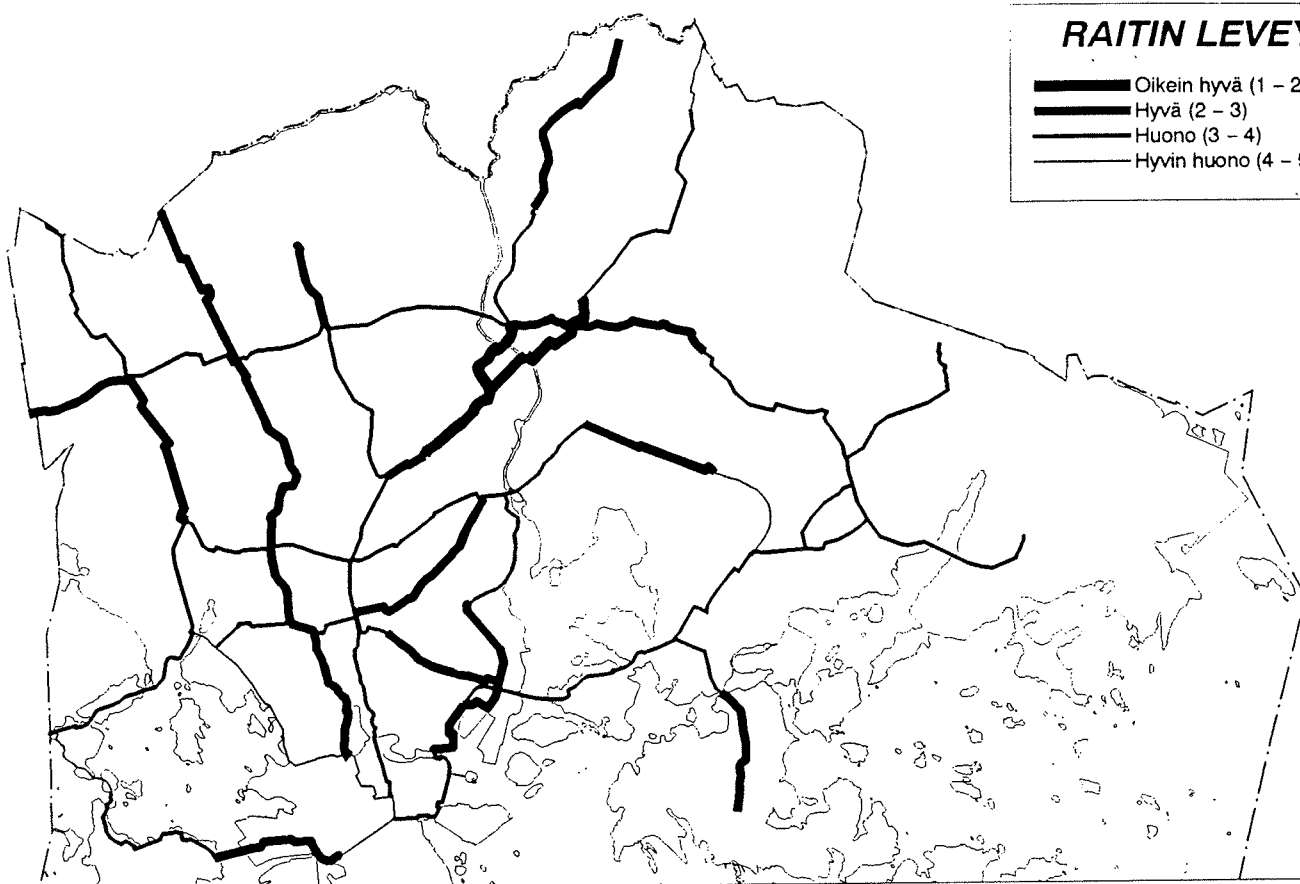 RAITIN LEVEY
Oikein hyvä (1 – 2
Hyvä (2 – 3)
Huono (3 – 4)
Hyvin huono (4 –